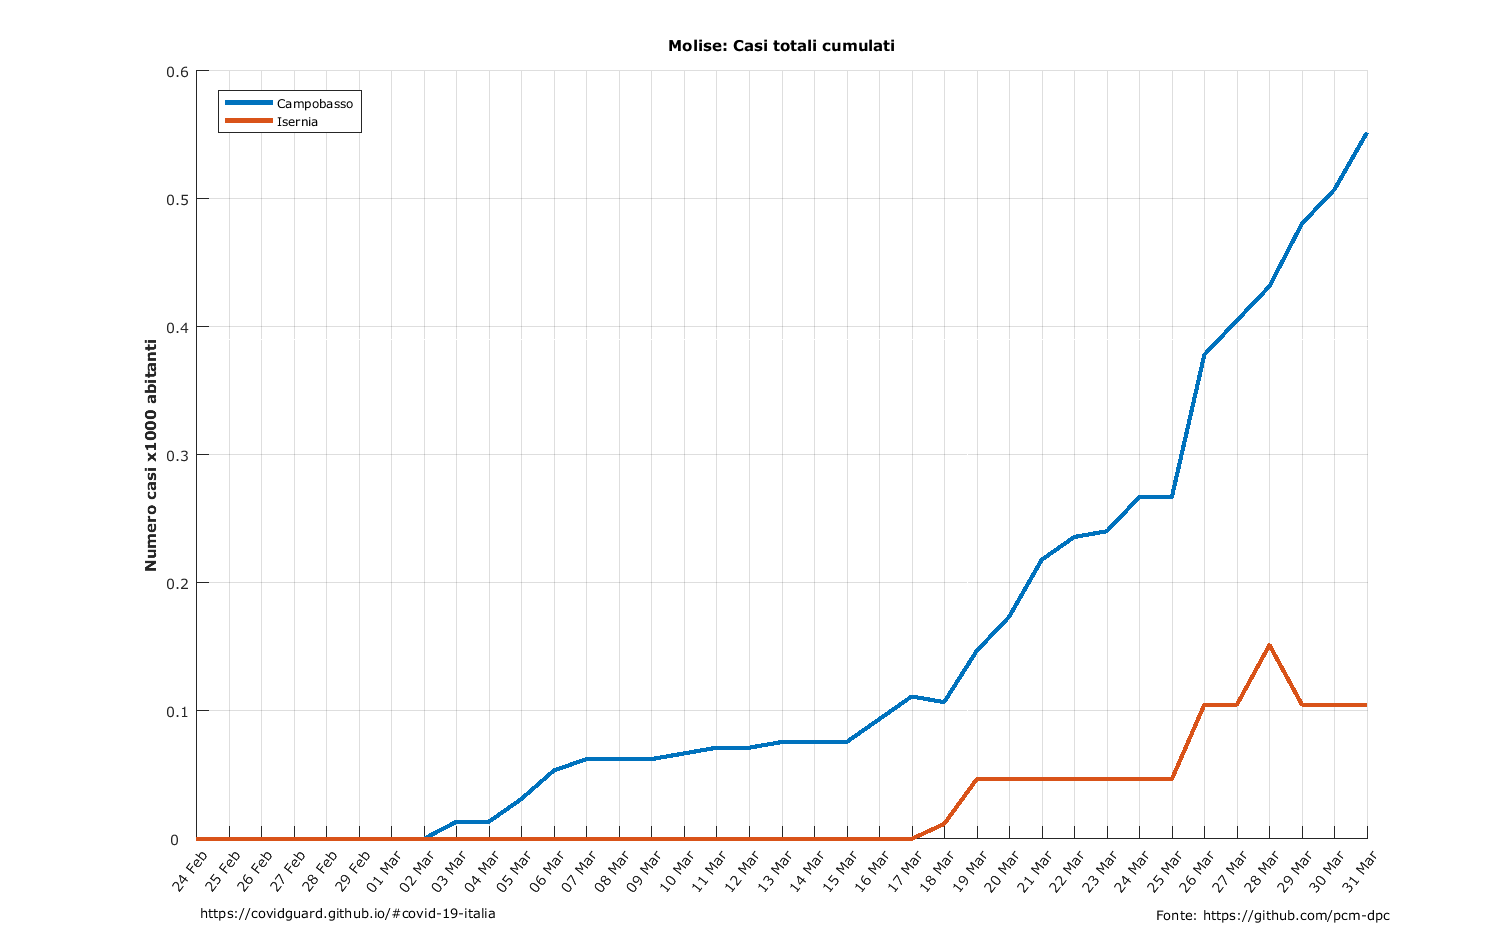 Molise: Casi totali cumulati
Campobasso
Isernia
Numero casi x1000 abitanti
0.6
0.5
0.4
0.3
0.2
0.1
0
24 Feb
25 Feb
26 Feb
27 Feb
28 Feb
29 Feb
01 Mar
02 Mar
03 Mar
04 Mar
05 Mar
06 Mar
07 Mar
08 Mar
09 Mar
10 Mar
11 Mar
12 Mar
13 Mar
14 Mar
15 Mar
16 Mar
17 Mar
18 Mar
19 Mar
20 Mar
21 Mar
22 Mar
23 Mar
24 Mar
25 Mar
26 Mar
27 Mar
28 Mar
29 Mar
30 Mar
31 Mar
https://covidguard.github.io/#covid-19-italia
Fonte: https://github.com/pcm-dpc